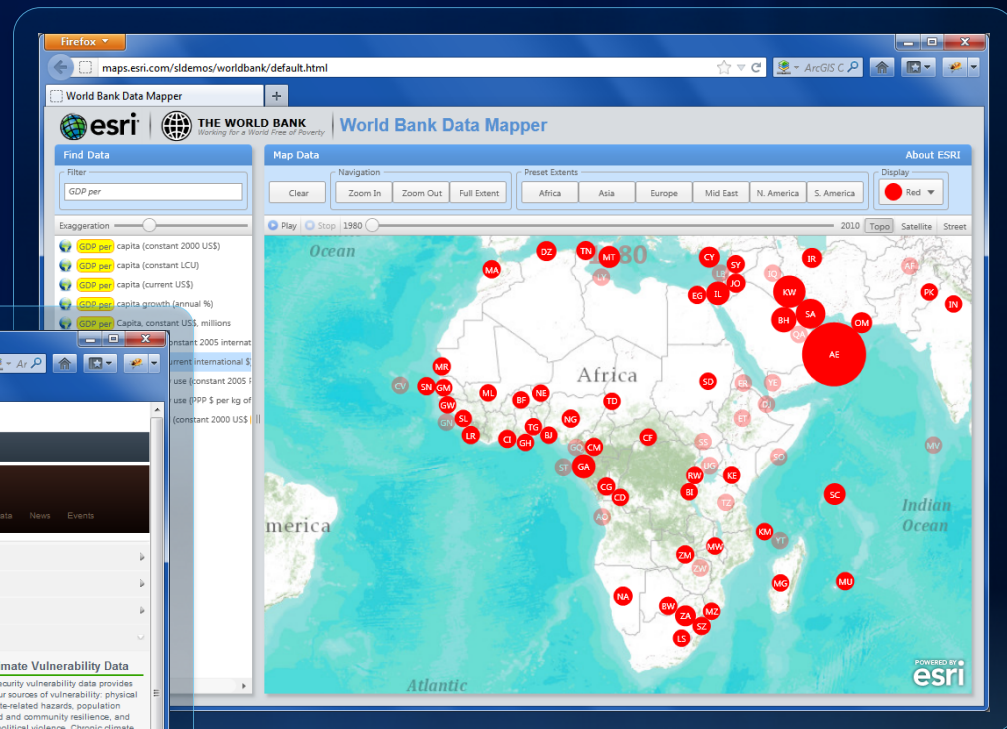 Firefox
maps.esri.com/sldemos/worldbank/default.html
ArcGIS C
World Bank Data Mapper
esri
THE WORLD BANK
Working for a World Free of Poverty
World Bank Data Mapper
Find Data
Map Data
About ESRI
Filter
GDP per
Navigation
Clear
Zoom In
Zoom Out
Full Extent
Preset Extents
Africa
Asia
Europe
Mid East
N. America
S. America
Display
Red
Exaggeration
Play
Stop
1980
2010
Topo
Satellite
Street
GDP per capita (constant 2000 US$)
GDP per capita (constant LCU)
GDP per capita (current US$)
GDP per capita growth (annual %)
GDP per Capita, constant US$, millions
onstant 2005 internat
urrent international $
use (constant 2005 P
use (PPP $ per kg of
(constant 2000 US$)
Ocean
80
DZ
TN
MT
LY
MA
CY
SY
LB
JO
IL
EG
IQ
IR
KW
BH
SA
QA
OM
AE
AF
PK
IN
Africa
MR
CV
SN
GM
GW
GN
SL
LR
ML
BF
NE
CI
GH
TG
BJ
NG
TD
SD
ER
YE
DJ
ET
GQ
CM
ST
GA
CF
SS
SO
MV
UG
RW
KE
BI
CG
CD
TZ
SC
AO
Indian
Ocean
merica
KM
YT
ZM
MW
ZW
MG
MU
NA
BW
ZA
MZ
SZ
LS
Atlantic
POWERED BY
esri
Ar
ata
News
Events
mate Vulnerability Data
ecurity vulnerability data provides
ur sources of vulnerability: physical
te-related hazards, population
d and community resilience, and
olitical violence. Chronic climate